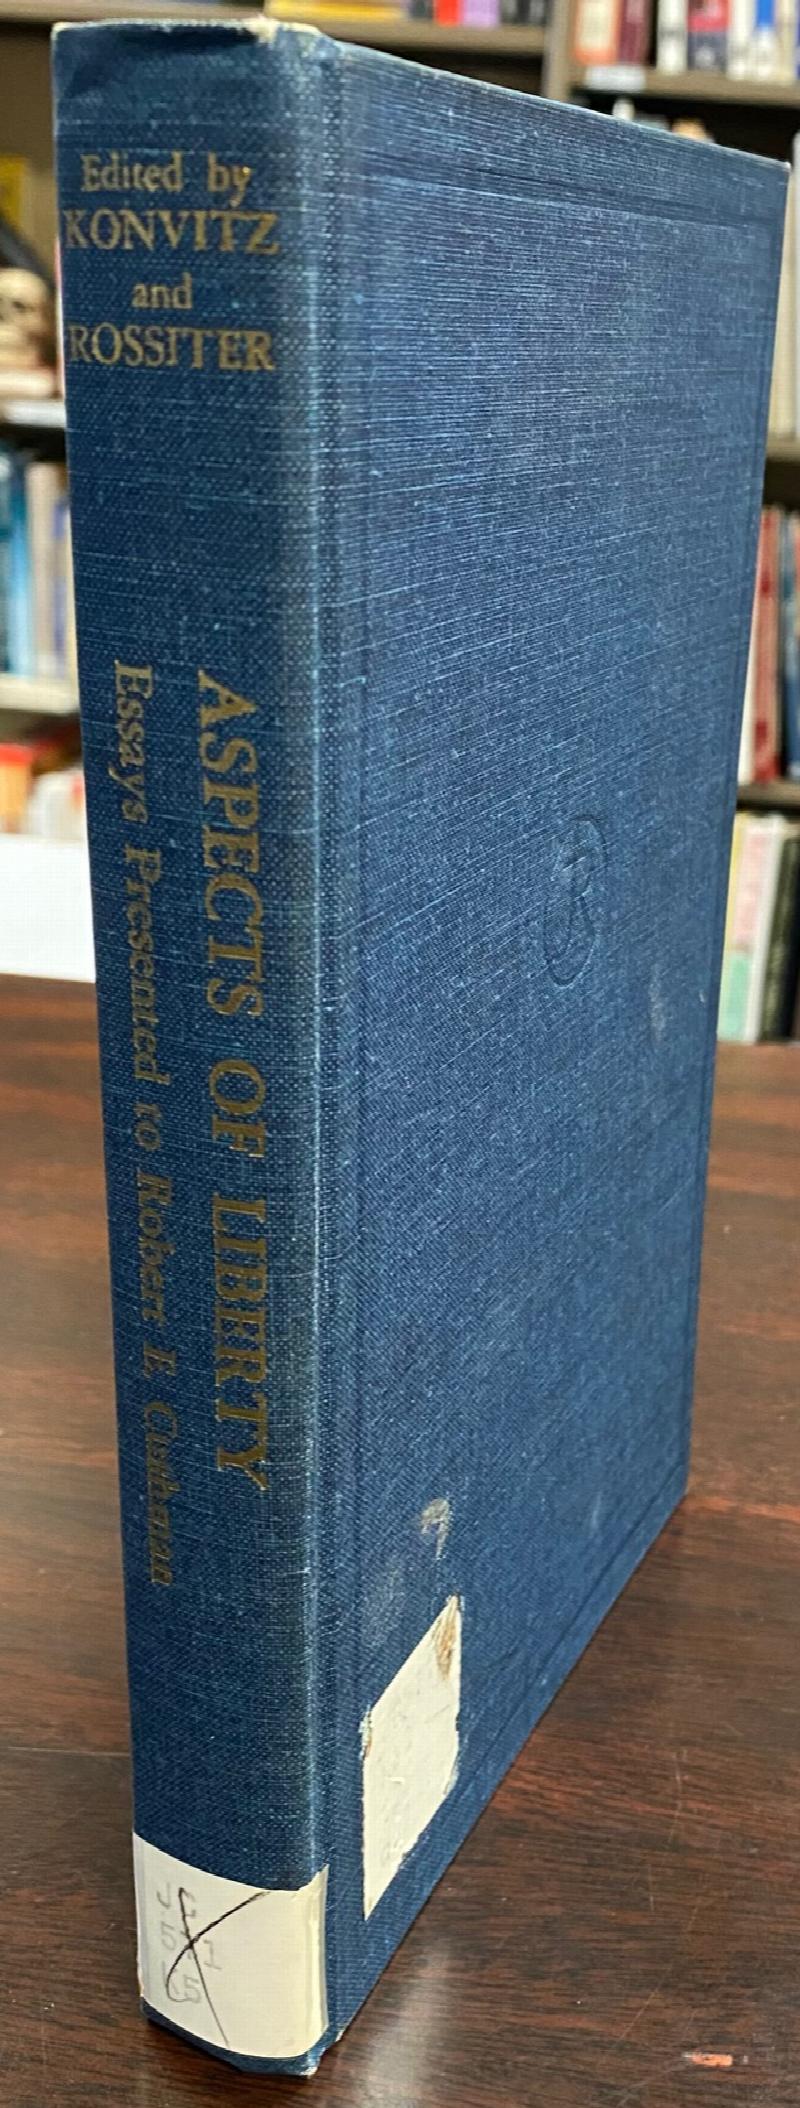 Edited by
KONVITZ
and
ROSSITER
ASPECTS OF LIBERTY
Essays Presented to Robert E. Cushman